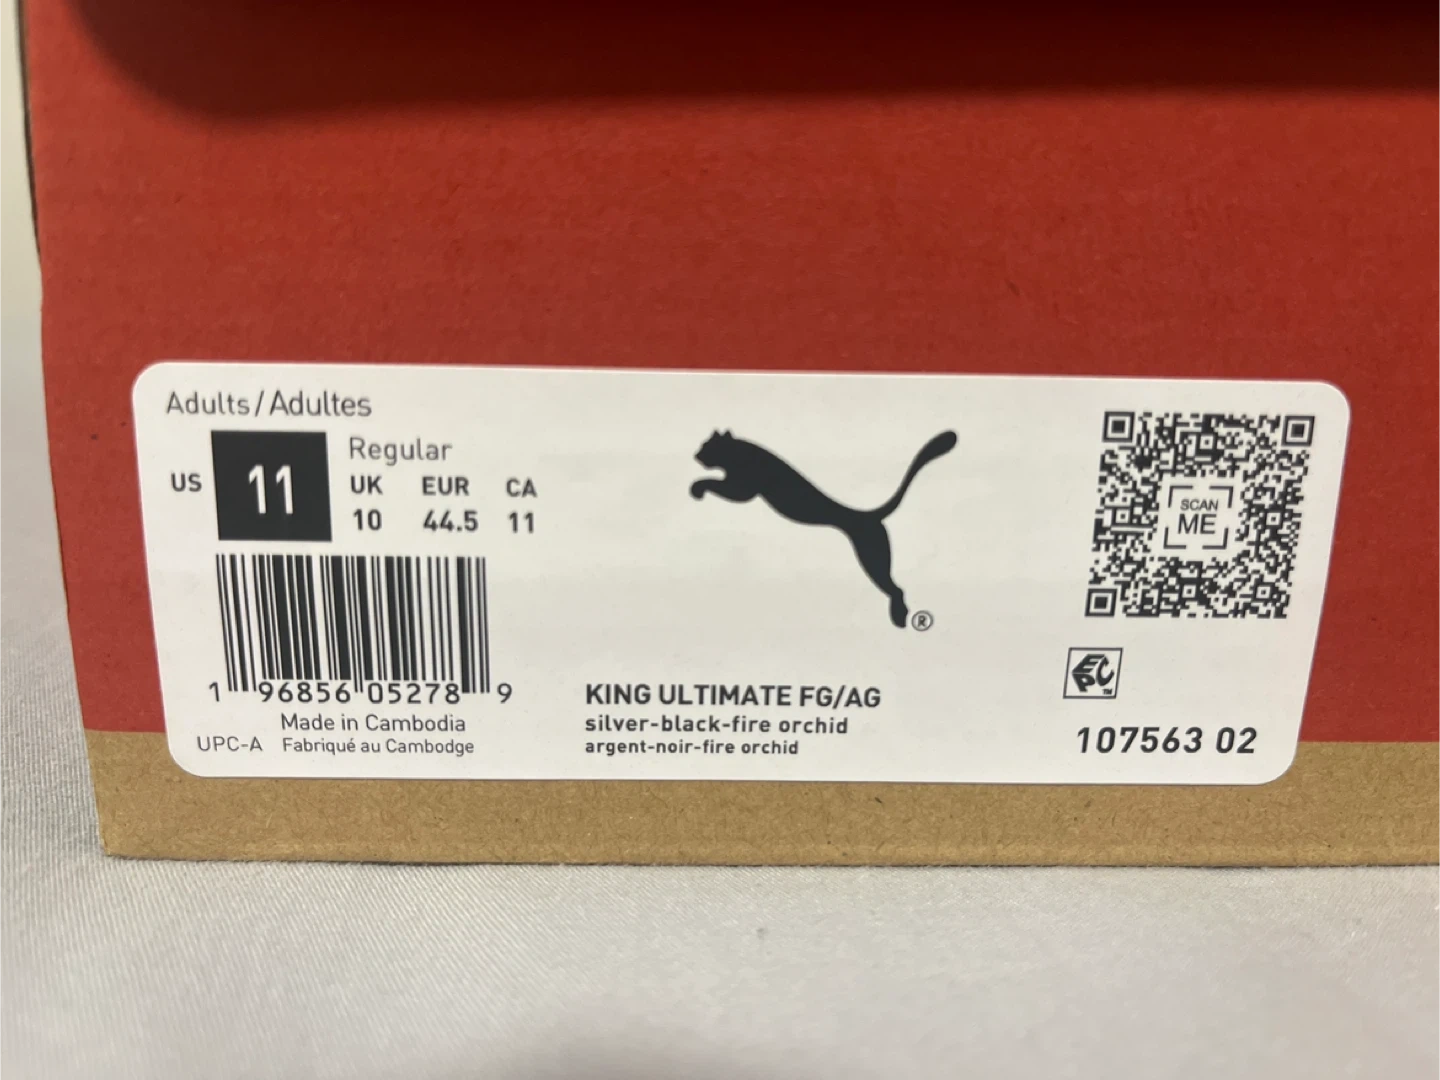 Adults/Adultes
US 11
Regular
UK EUR CA
10 44.5 11
1 96856 05278 9
Made in Cambodia
UPC-A Fabriqué au Cambodge
®
KING ULTIMATE FG/AG
silver-black-fire orchid
argent-noir-fire orchid
SCAN
ME
EPC™
107563 02